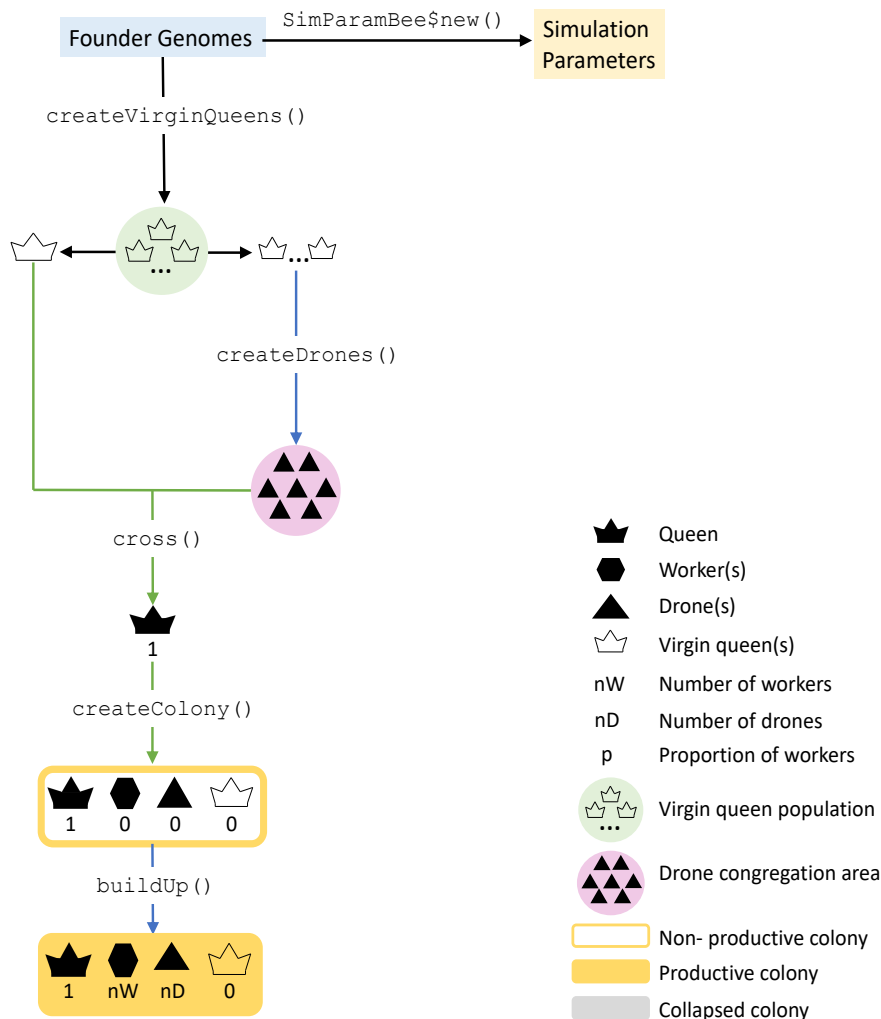 SimParamBee$new()
Founder Genomes
Simulation
Parameters
createVirginQueens()
...
...
createDrones()
cross()
1
createColony()
1 0 0 0
buildUp()
1 nW nD 0
Queen
Worker(s)
Drone(s)
Virgin queen(s)
nW Number of workers
nD Number of drones
p Proportion of workers
... Virgin queen population
Drone congregation area
Non- productive colony
Productive colony
Collapsed colony